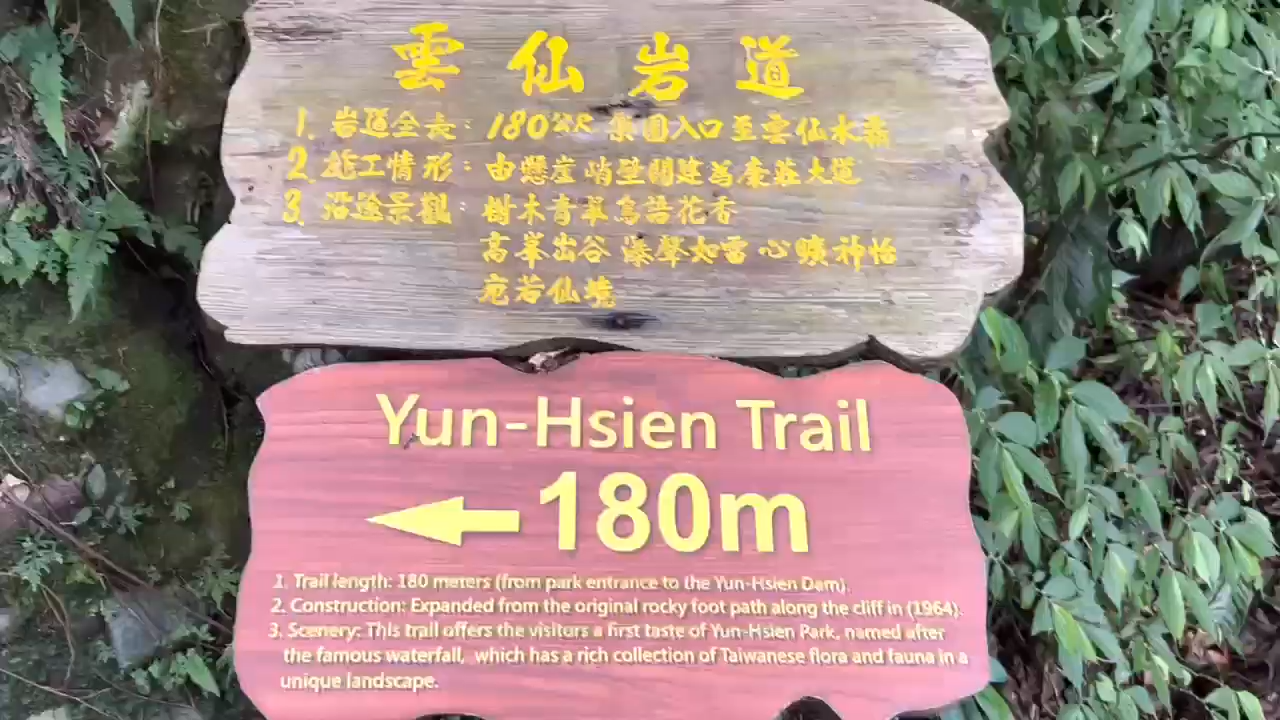 雲仙岩道
1. 岩道全長：180公尺 樂園入口至雲仙水壩
2. 施工情形：由懸崖峭壁開建為康莊大道
3. 沿途景觀：樹木青翠鳥語花香
高峯出谷 瀑聲如雷 心曠神怡
宛若仙境
Yun-Hsien Trail
180m
1. Trail length: 180 meters (from park entrance to the Yun-Hsien Dam).
2. Construction: Expanded from the original rocky foot path along the cliff in (1964).
3. Scenery: This trail offers the visitors a first taste of Yun-Hsien Park, named after
the famous waterfall, which has a rich collection of Taiwanese flora and fauna in a
unique landscape.